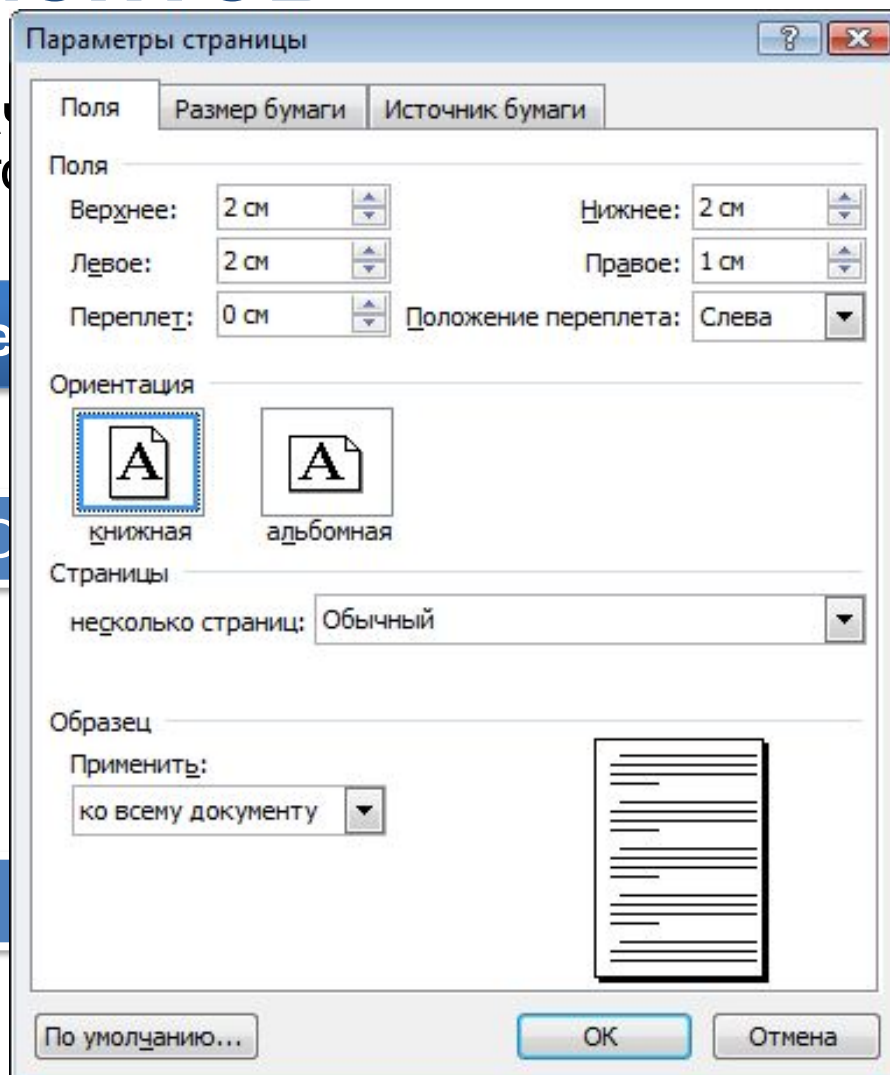 Параметры страницы
Поля Размер бумаги Источник бумаги
Поля
Верхнее: 2 см Нижнее: 2 см
Левое: 2 см Правое: 1 см
Переплет: 0 см Положение переплета: Слева
Ориентация
A A
книжная альбомная
Страницы
несколько страниц: Обычный
Образец
Применить:
ко всему документу
По умолчанию... ОК Отмена